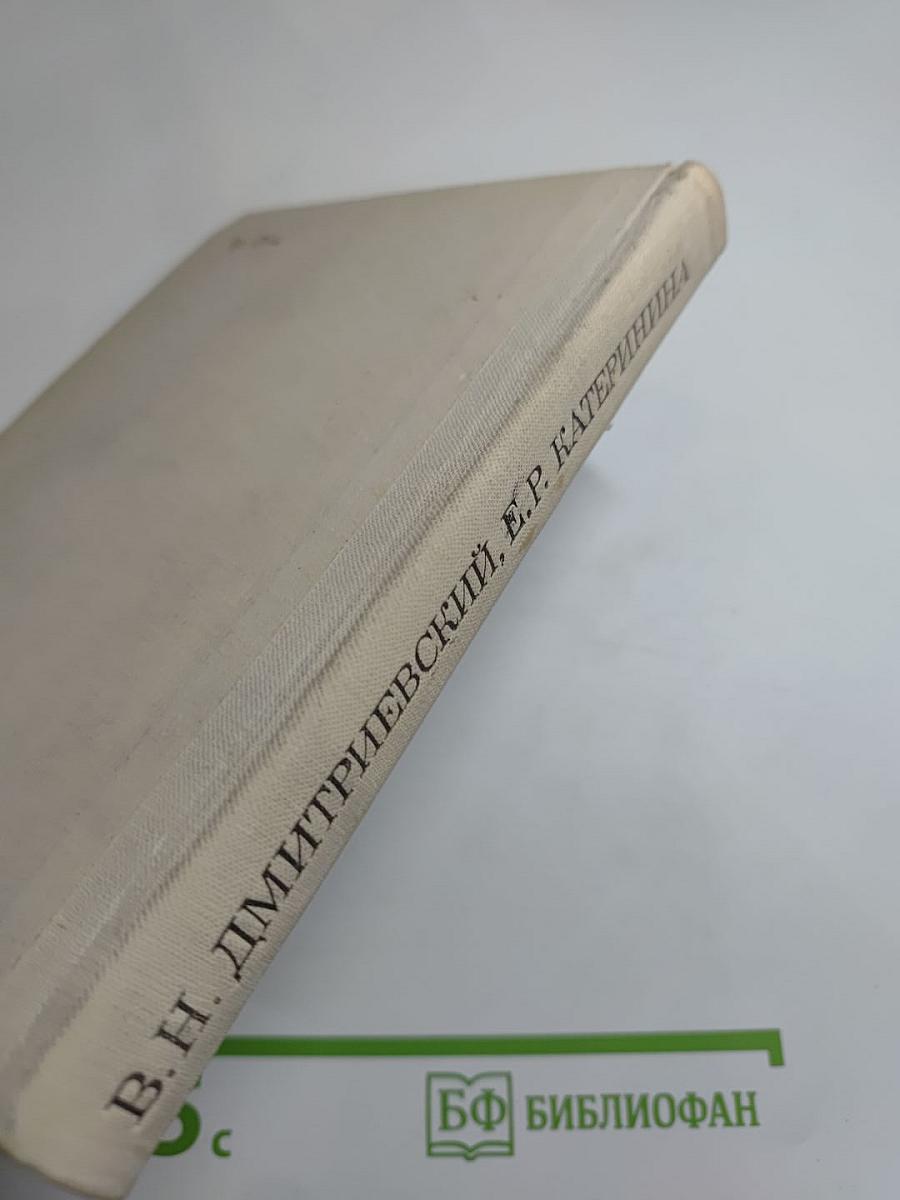 В.Н. ДМИТРИЕВСКИЙ, Е.Р. КАТЕРИНИНА
с
БФ БИБЛИОФАН